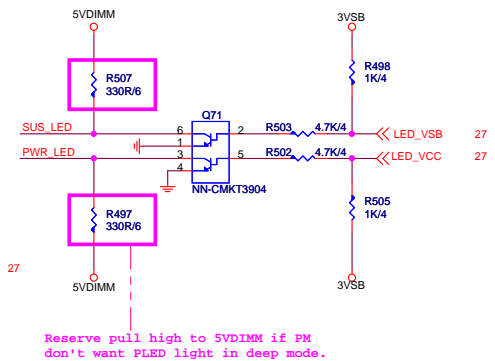 5VDIMM
3VSB
R507
330R/6
R498
1K/4
Q71
SUS_LED
6
2
R503
4.7K/4
LED_VSB
27
1
PWR_LED
3
5
R502
4.7K/4
LED_VCC
27
4
NN-CMKT3904
R497
330R/6
R505
1K/4
27
5VDIMM
3VSB
Reserve pull high to 5VDIMM if PM
don't want PLED light in deep mode.